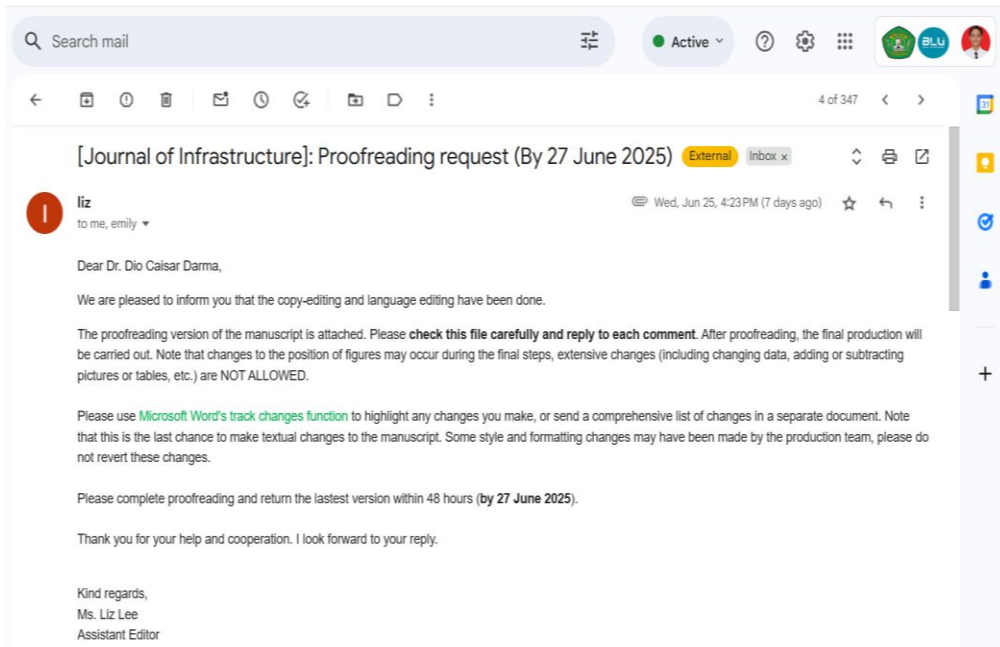 Search mail
Active
BLU
4 of 347
31
[Journal of Infrastructure]: Proofreading request (By 27 June 2025) External Inbox x
I
liz
Wed, Jun 25, 4:23 PM (7 days ago)
to me, emily
Dear Dr. Dio Caisar Darma,
We are pleased to inform you that the copy-editing and language editing have been done.
The proofreading version of the manuscript is attached. Please check this file carefully and reply to each comment. After proofreading, the final production will
be carried out. Note that changes to the position of figures may occur during the final steps, extensive changes (including changing data, adding or subtracting
pictures or tables, etc.) are NOT ALLOWED.
Please use Microsoft Word's track changes function to highlight any changes you make, or send a comprehensive list of changes in a separate document. Note
that this is the last chance to make textual changes to the manuscript. Some style and formatting changes may have been made by the production team, please do
not revert these changes.
Please complete proofreading and return the lastest version within 48 hours (by 27 June 2025).
Thank you for your help and cooperation. I look forward to your reply.
Kind regards,
Ms. Liz Lee
Assistant Editor